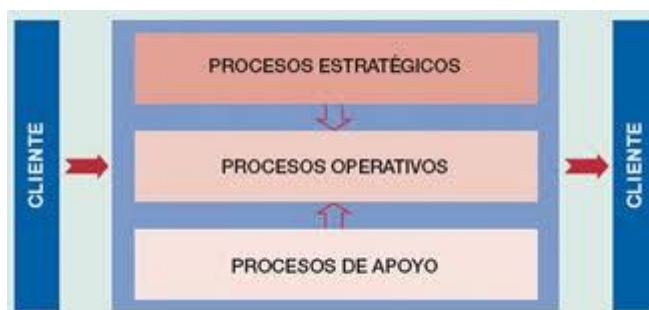 CLIENTE
PROCESOS ESTRATÉGICOS
PROCESOS OPERATIVOS
PROCESOS DE APOYO
CLIENTE